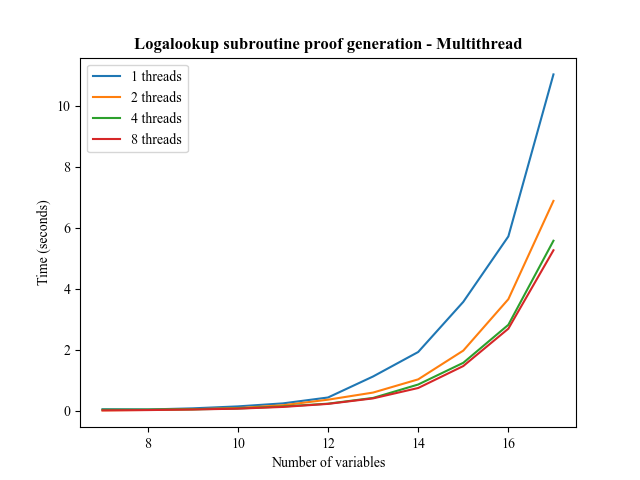 Logalookup subroutine proof generation - Multithread
1 threads
2 threads
4 threads
8 threads
Time (seconds)
10
8
6
4
2
0
8
10
12
14
16
Number of variables